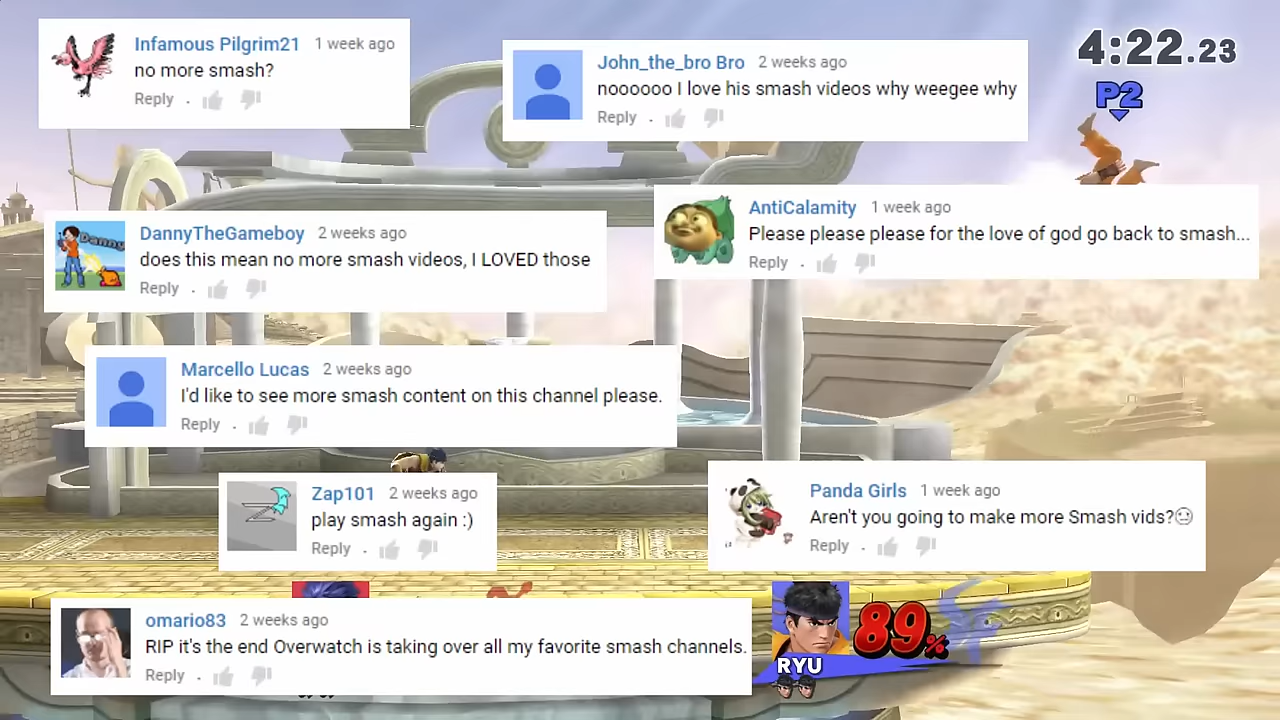 Infamous Pilgrim21 1 week ago
no more smash?
Reply
John_the_bro Bro 2 weeks ago
noooooo I love his smash videos why weegee why
Reply
4:22.23
P2
DannyTheGameboy 2 weeks ago
does this mean no more smash videos, I LOVED those
Reply
Danny
AntiCalamity 1 week ago
Please please please for the love of god go back to smash...
Reply
Marcello Lucas 2 weeks ago
I'd like to see more smash content on this channel please.
Reply
Zap101 2 weeks ago
play smash again :)
Reply
Panda Girls 1 week ago
Aren't you going to make more Smash vids?😐
Reply
omario83 2 weeks ago
RIP it's the end Overwatch is taking over all my favorite smash channels.
Reply
89%
RYU